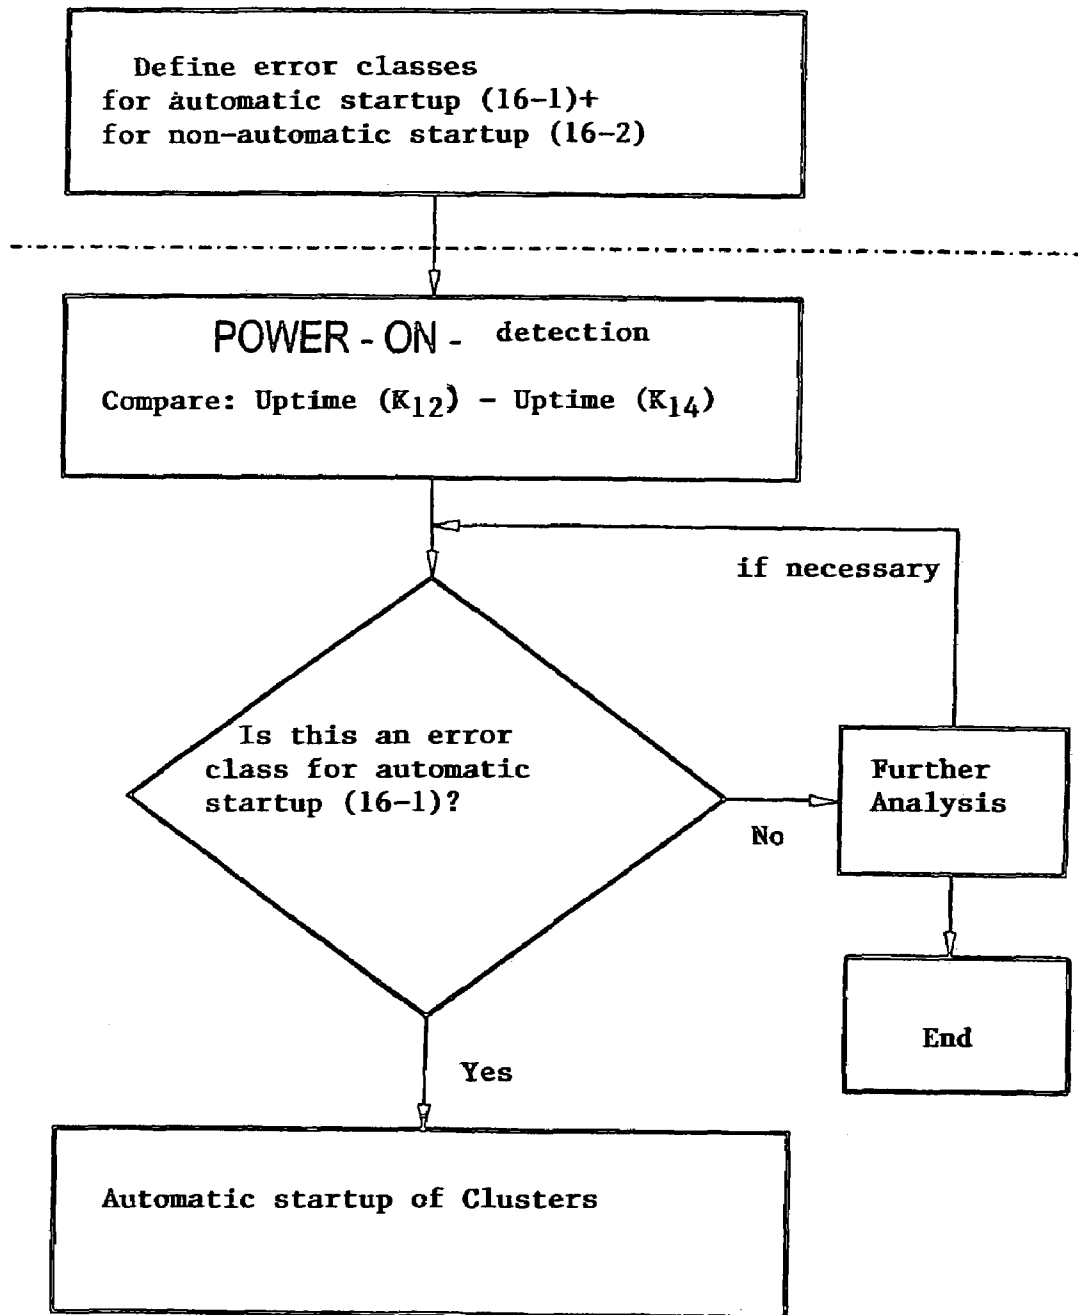 Define error classes
for automatic startup (16-1)+
for non-automatic startup (16-2)
POWER - ON - detection
Compare: Uptime (K12) - Uptime (K14)
if necessary
Is this an error
class for automatic
startup (16-1)?
Further
Analysis
No
End
Yes
Automatic startup of Clusters